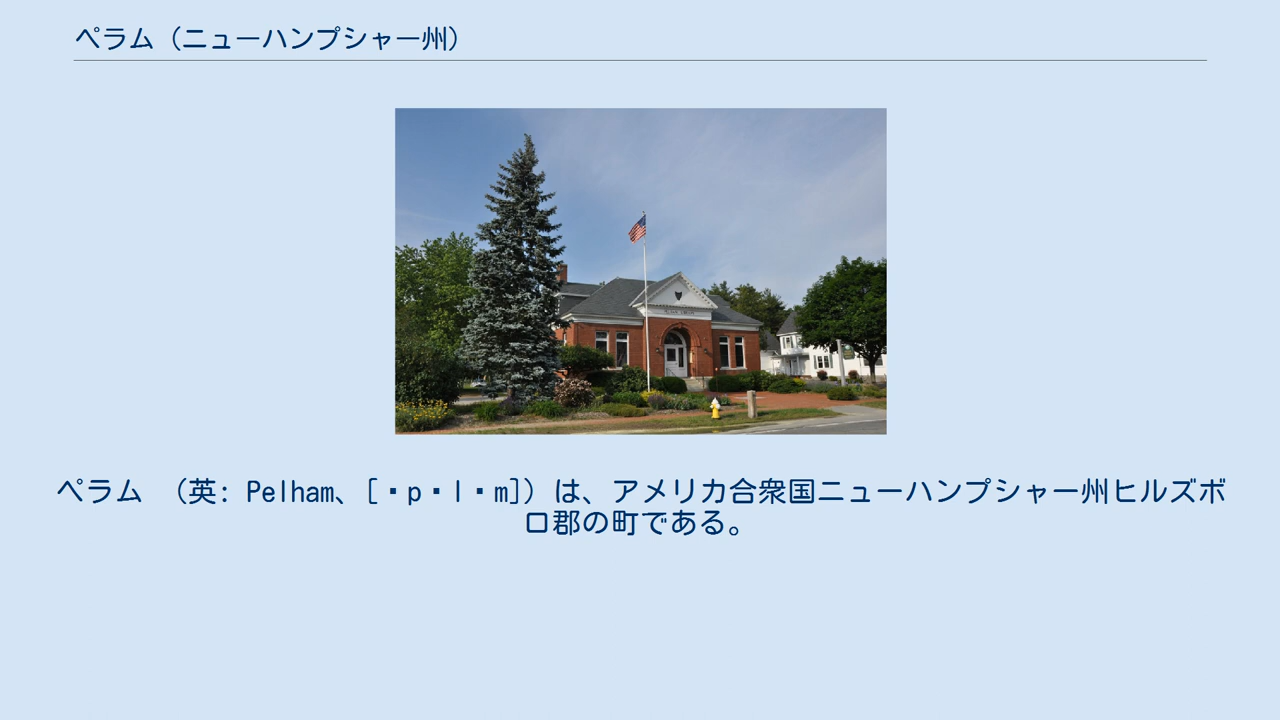 ペラム（ニューハンプシャー州）
ペラム （英: Pelham、[･p･l･m]）は、アメリカ合衆国ニューハンプシャー州ヒルズボ
ロ郡の町である。